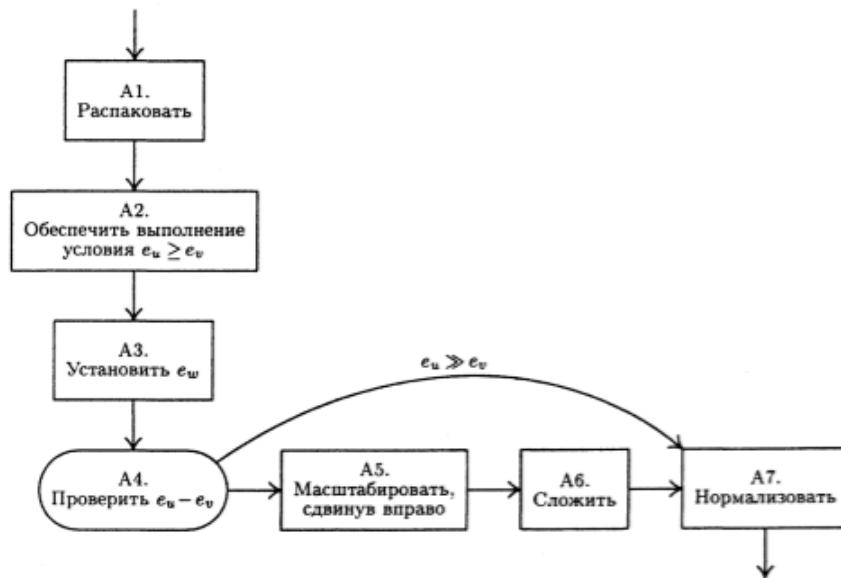 A1.
Распаковать
A2.
Обеспечить выполнение
условия e_u ≥ e_v
A3.
Установить e_w
e_u ≫ e_v
A4.
Проверить e_u − e_v
A5.
Масштабировать,
сдвинув вправо
A6.
Сложить
A7.
Нормализовать